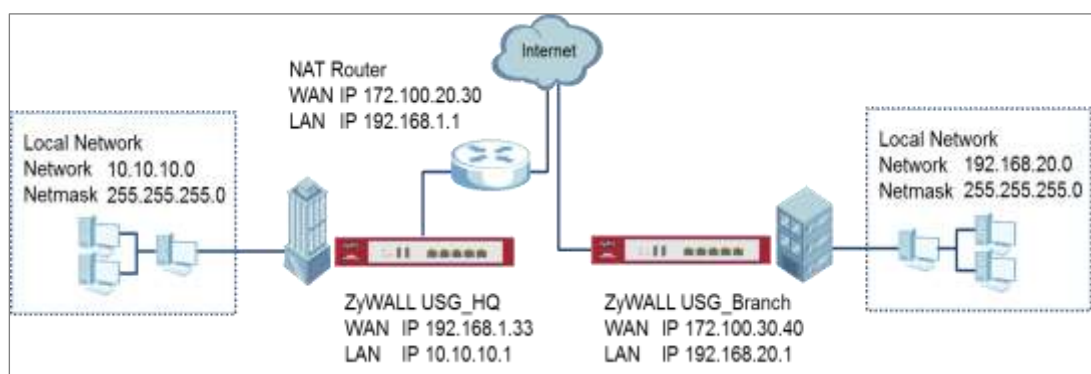 Internet
NAT Router
WAN IP 172.100.20.30
LAN IP 192.168.1.1
Local Network
Network 10.10.10.0
Netmask 255.255.255.0
Local Network
Network 192.168.20.0
Netmask 255.255.255.0
ZyWALL USG_HQ
WAN IP 192.168.1.33
LAN IP 10.10.10.1
ZyWALL USG_Branch
WAN IP 172.100.30.40
LAN IP 192.168.20.1